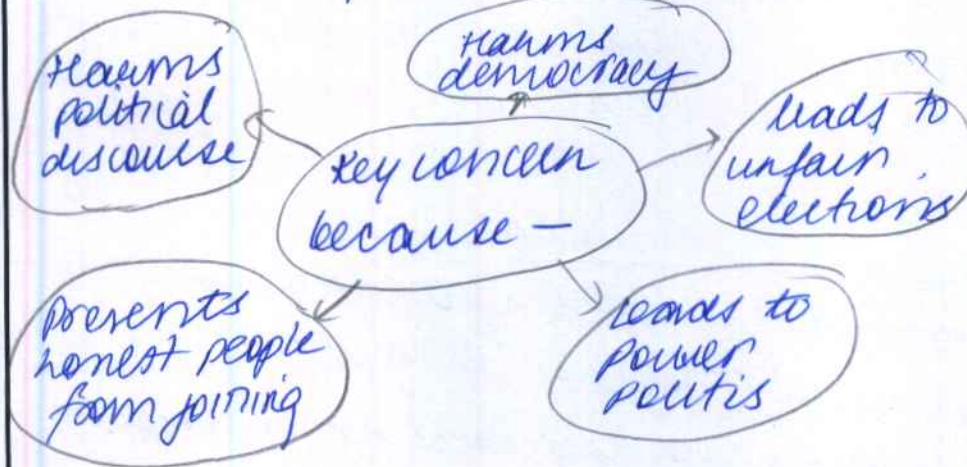 Harms
political
discourse
Harms
democracy
leads to
unfair
elections
Key concern
because —
Prevents
honest people
from joining
leads to
power
politis